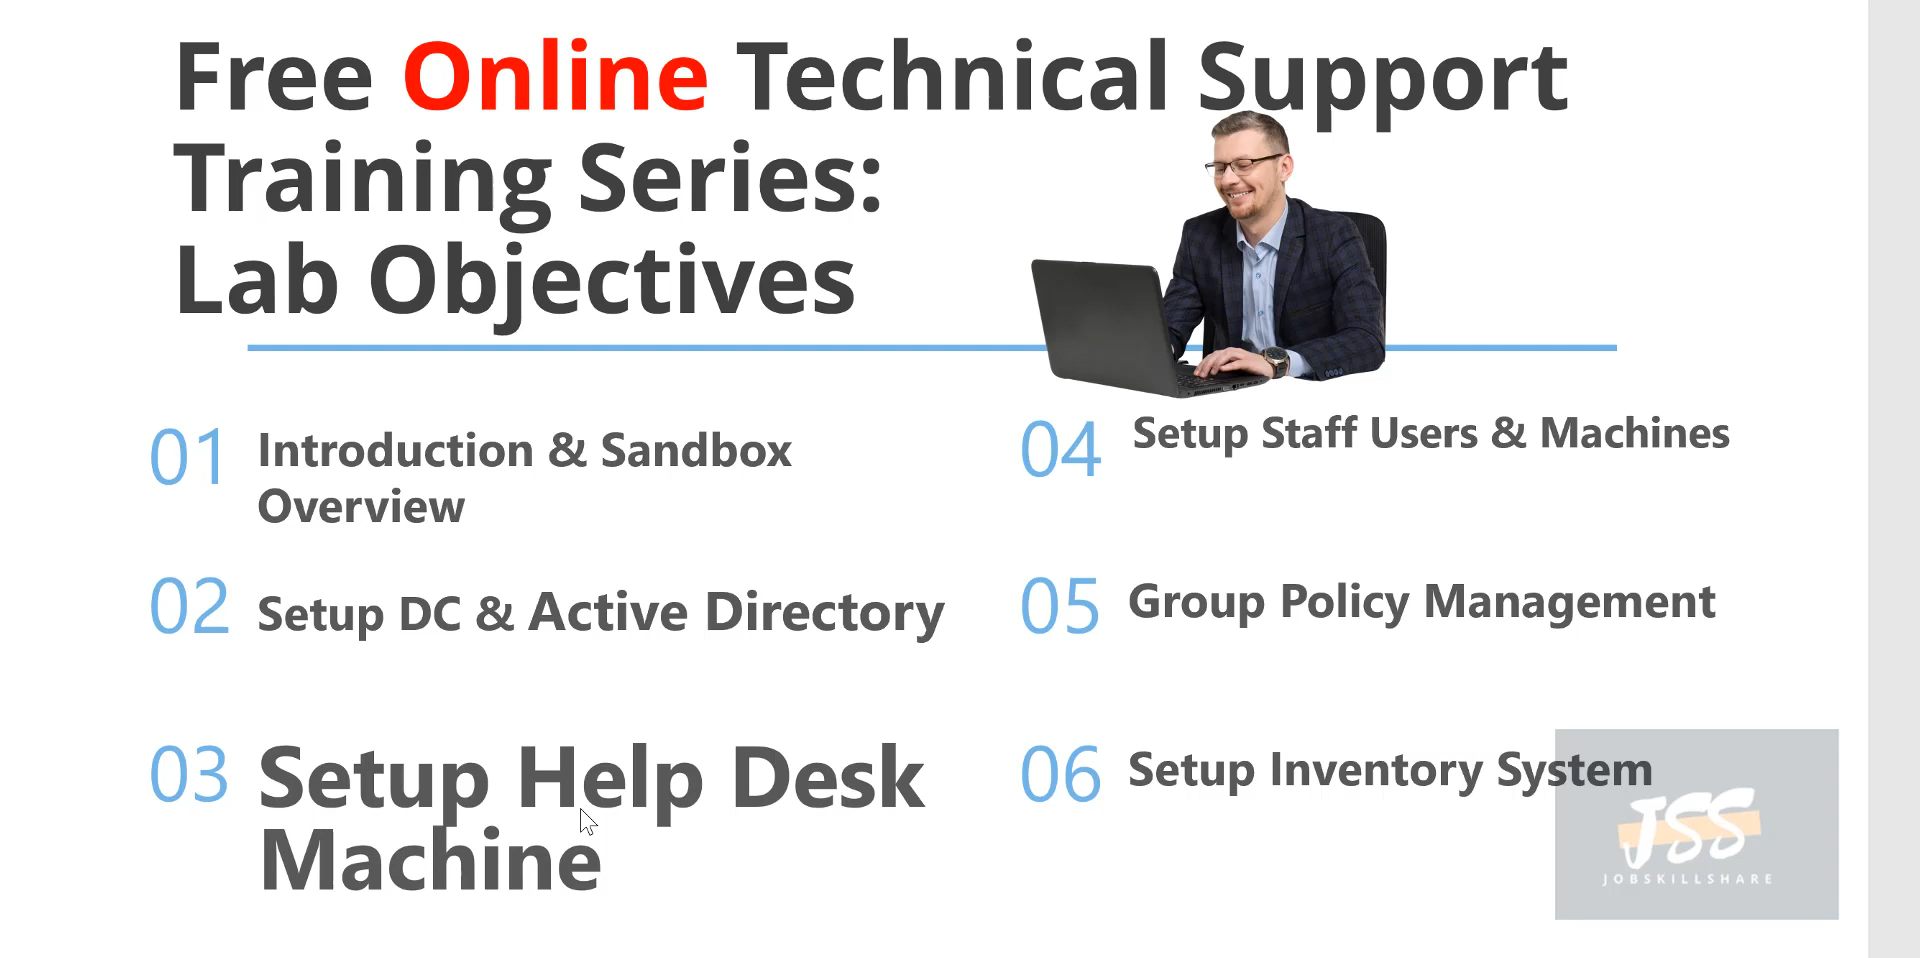 Free Online Technical Support
Training Series:
Lab Objectives
01
Introduction & Sandbox
Overview
02
Setup DC & Active Directory
03
Setup Help Desk
Machine
04
Setup Staff Users & Machines
05
Group Policy Management
06
Setup Inventory System
JSS
JOBSKILLSHARE